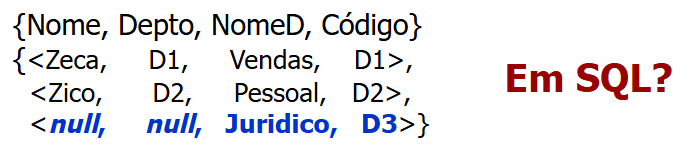 {Nome, Depto, NomeD, Código}
{<Zeca, D1, Vendas, D1>,
<Zico, D2, Pessoal, D2>,
<null, null, Juridico, D3>}
Em SQL?